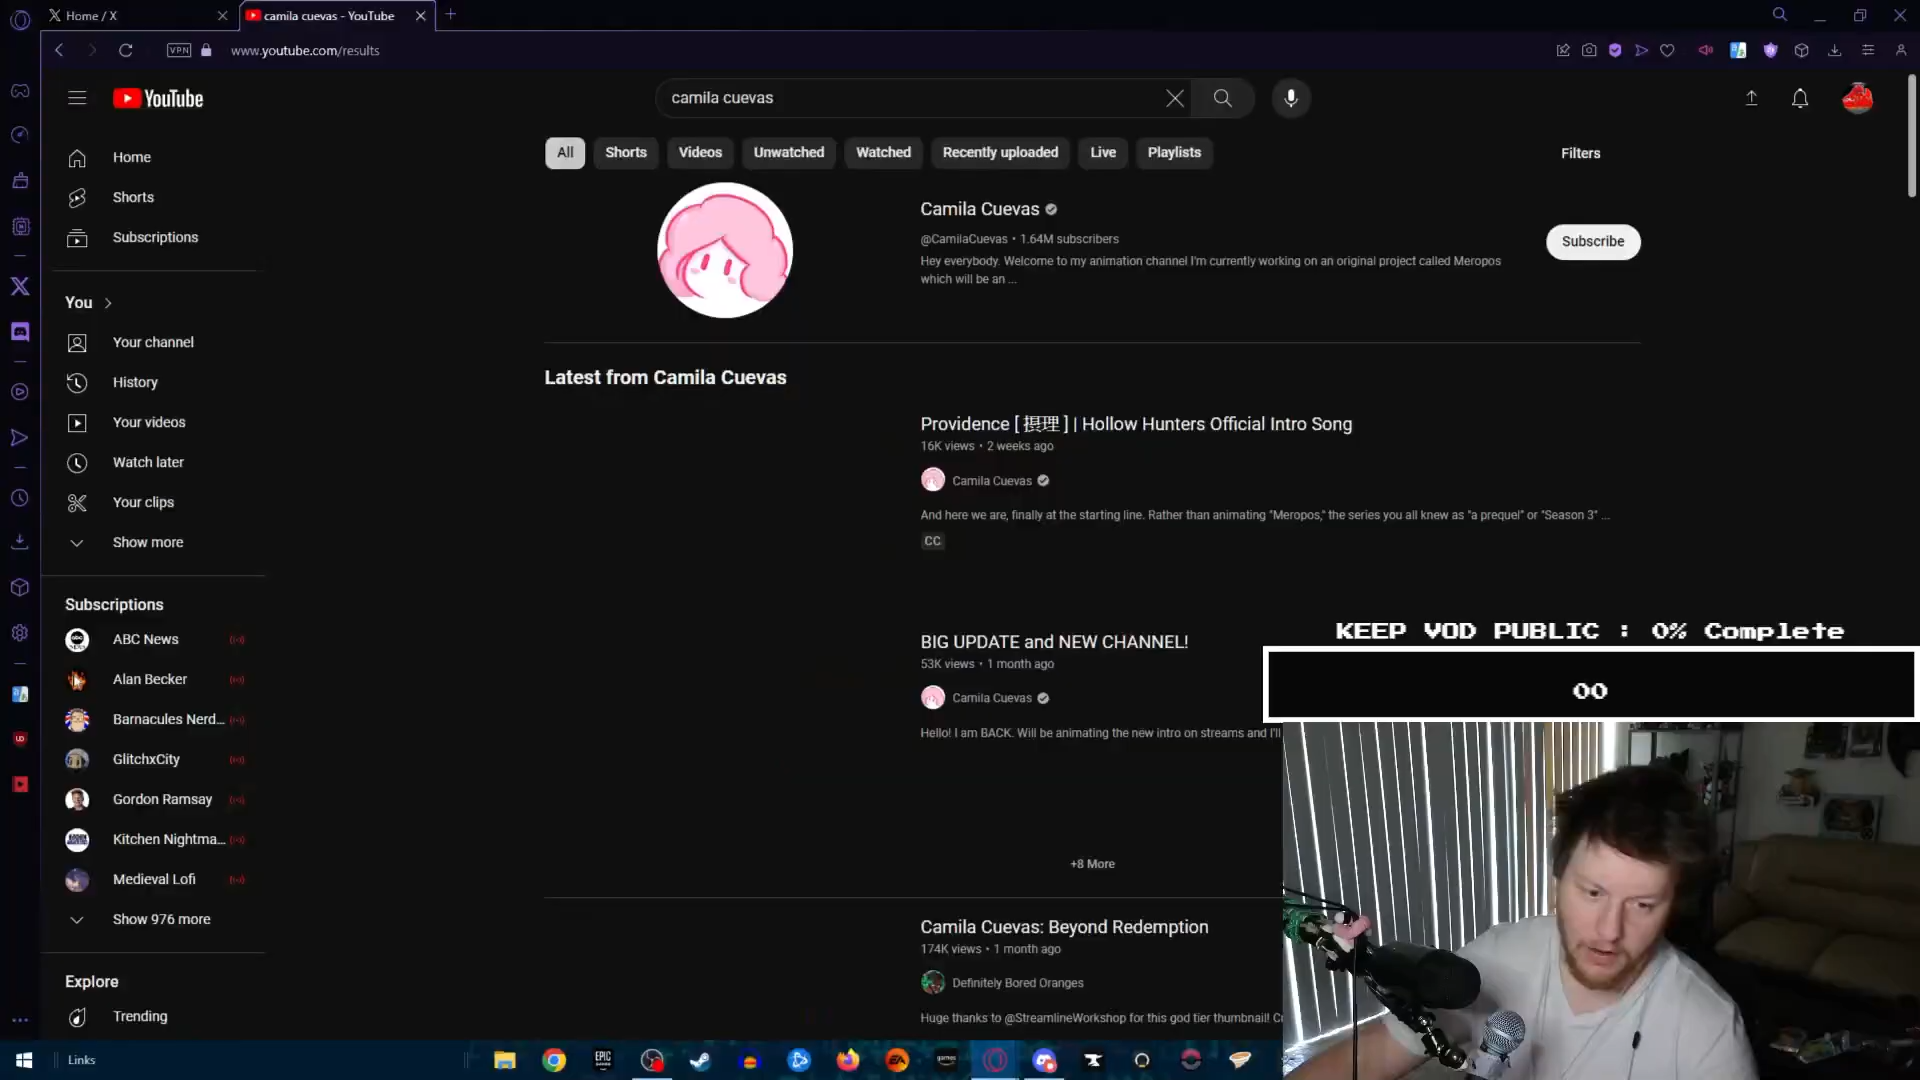 Home / X
camila cuevas - YouTube
VPN
www.youtube.com/results
YouTube
camila cuevas
All
Shorts
Videos
Unwatched
Watched
Recently uploaded
Live
Playlists
Filters
Home
Shorts
Subscriptions
You
Your channel
History
Your videos
Watch later
Your clips
Show more
Subscriptions
ABC News
Alan Becker
Barnacules Nerd...
GlitchxCity
Gordon Ramsay
Kitchen Nightma...
Medieval Lofi
Show 976 more
Explore
Trending
Camila Cuevas
@CamilaCuevas • 1.64M subscribers
Hey everybody. Welcome to my animation channel I'm currently working on an original project called Meropos
which will be an ...
Subscribe
Latest from Camila Cuevas
Providence [ 摂理 ] | Hollow Hunters Official Intro Song
16K views • 2 weeks ago
Camila Cuevas
And here we are, finally at the starting line. Rather than animating "Meropos," the series you all knew as "a prequel" or "Season 3" ...
CC
BIG UPDATE and NEW CHANNEL!
53K views • 1 month ago
Camila Cuevas
Hello! I am BACK. Will be animating the new intro on streams and I'll
+8 More
Camila Cuevas: Beyond Redemption
174K views • 1 month ago
Definitely Bored Oranges
Huge thanks to @StreamlineWorkshop for this god tier thumbnail!
KEEP VOD PUBLIC : 0% Complete
Links
EPIC
EA
games